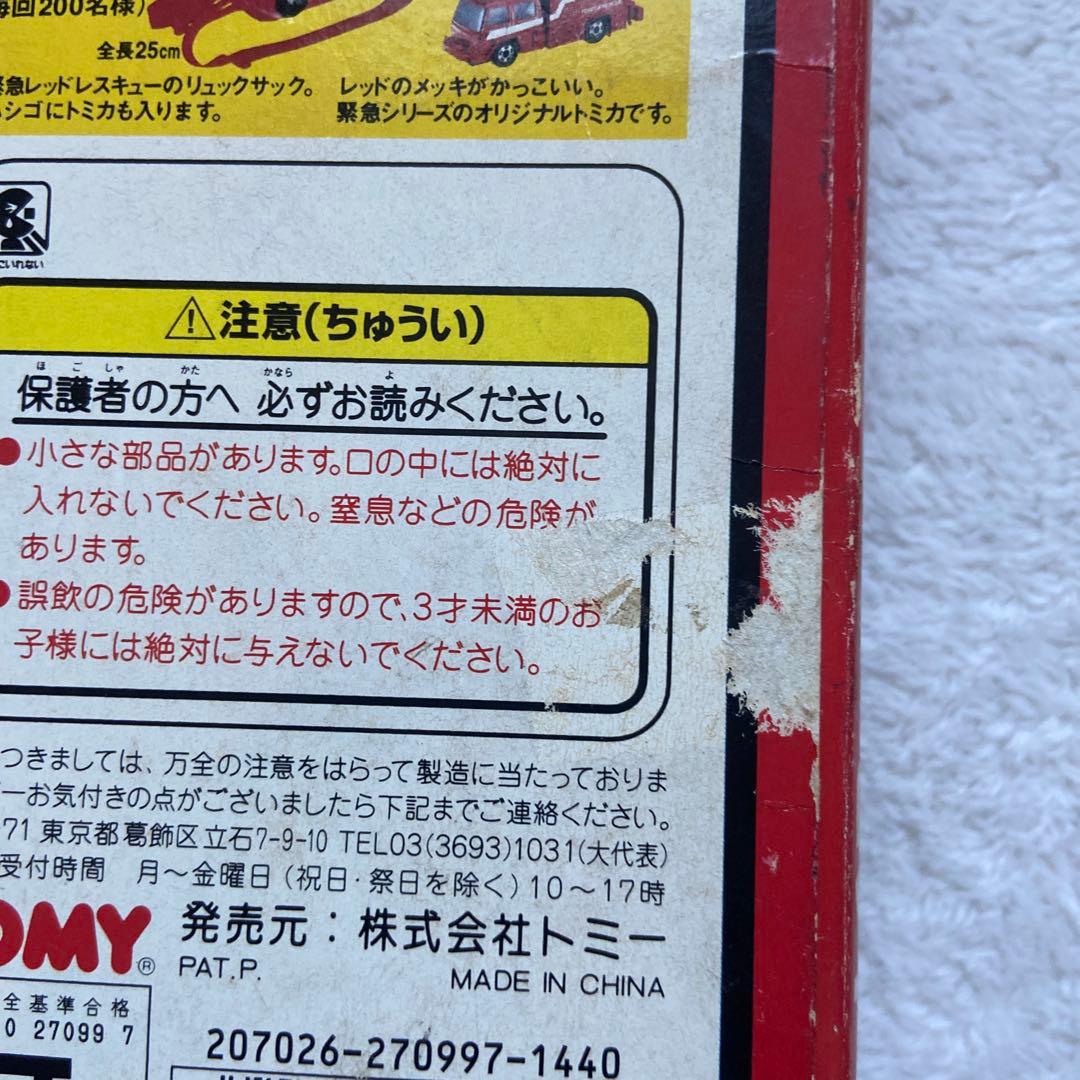 毎回200名様)
全長25cm
緊急レッドレスキューのリュックサック。
シゴにトミカも入ります。
レッドのメッキがかっこいい。
緊急シリーズのオリジナルトミカです。
にいれない
⚠注意(ちゅうい)
保護者の方へ 必ずお読みください。
●小さな部品があります。口の中には絶対に
入れないでください。窒息などの危険が
あります。
●誤飲の危険がありますので、3才未満のお
子様には絶対に与えないでください。
つきましては、万全の注意をはらって製造に当たっておりま
一お気付きの点がございましたら下記までご連絡ください。
71 東京都葛飾区立石7-9-10 TEL03(3693)1031(大代表)
受付時間 月〜金曜日(祝日・祭日を除く)10〜17時
OMY® 発売元:株式会社トミー
PAT.P. MADE IN CHINA
全基準合格
0 27099 7
207026-270997-1440